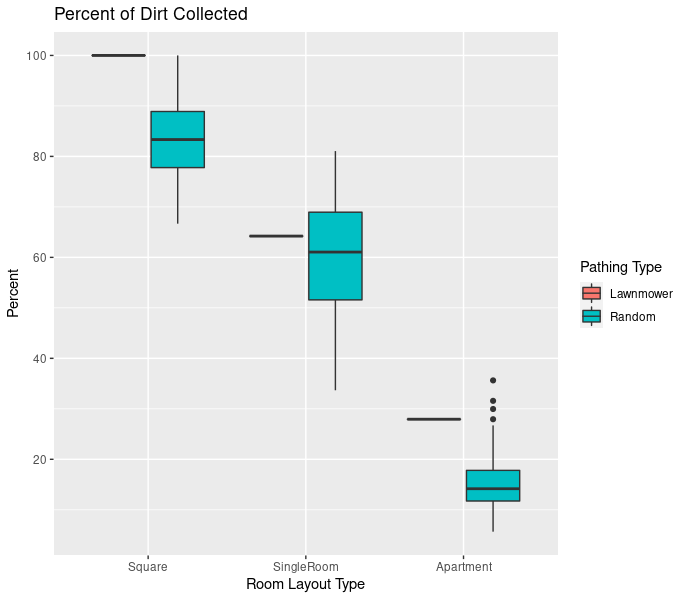 Percent of Dirt Collected
100
80
60
40
20
Percent
Square
SingleRoom
Apartment
Room Layout Type
Pathing Type
Lawnmower
Random